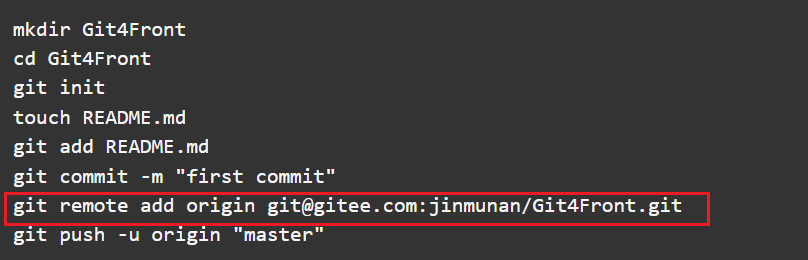 mkdir Git4Front
cd Git4Front
git init
touch README.md
git add README.md
git commit -m "first commit"
git remote add origin git@gitee.com:jinmunan/Git4Front.git
git push -u origin "master"